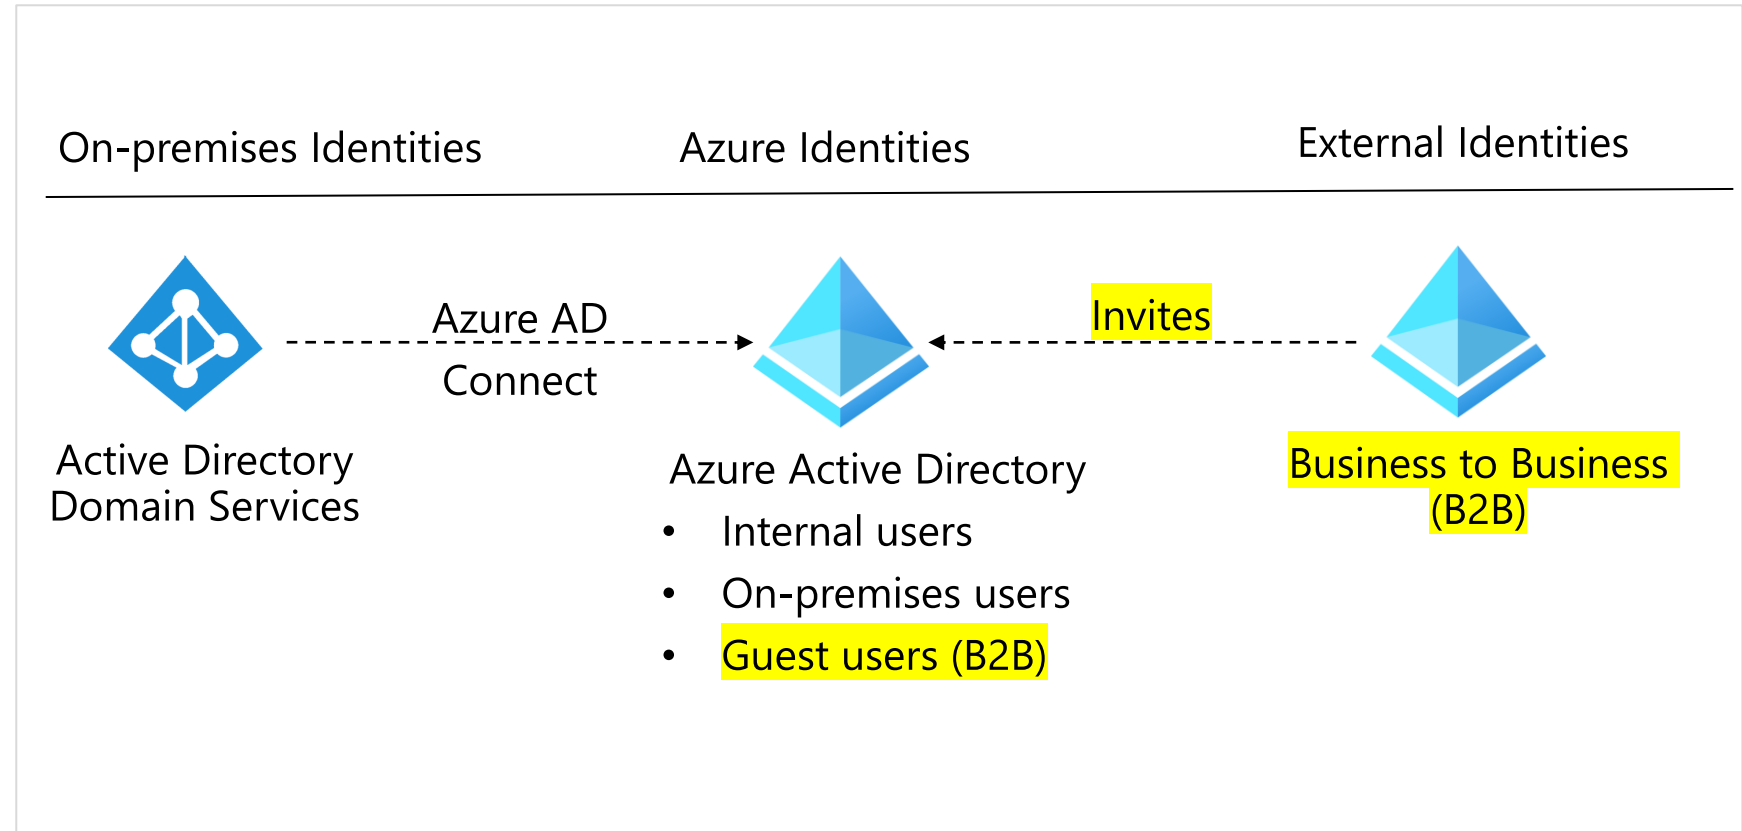 On-premises Identities
Azure Identities
External Identities
Azure AD
Connect
Invites
Active Directory
Domain Services
Azure Active Directory
• Internal users
• On-premises users
• Guest users (B2B)
Business to Business
(B2B)